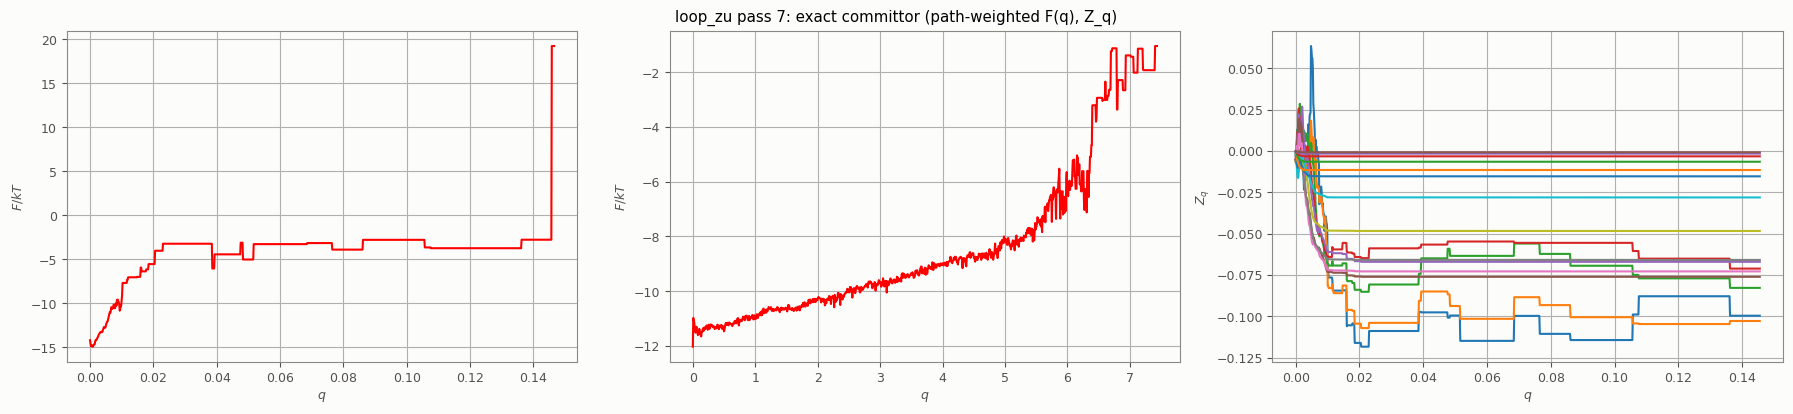 loop_zu pass 7: exact committor (path-weighted F(q), Z_q)
20
15
10
5
0
−5
−10
−15
F/kT
0.00 0.02 0.04 0.06 0.08 0.10 0.12 0.14
q
−2
−4
−6
−8
−10
−12
F/kT
0 1 2 3 4 5 6 7
q
0.050
0.025
0.000
−0.025
−0.050
−0.075
−0.100
−0.125
Z_q
0.00 0.02 0.04 0.06 0.08 0.10 0.12 0.14
q